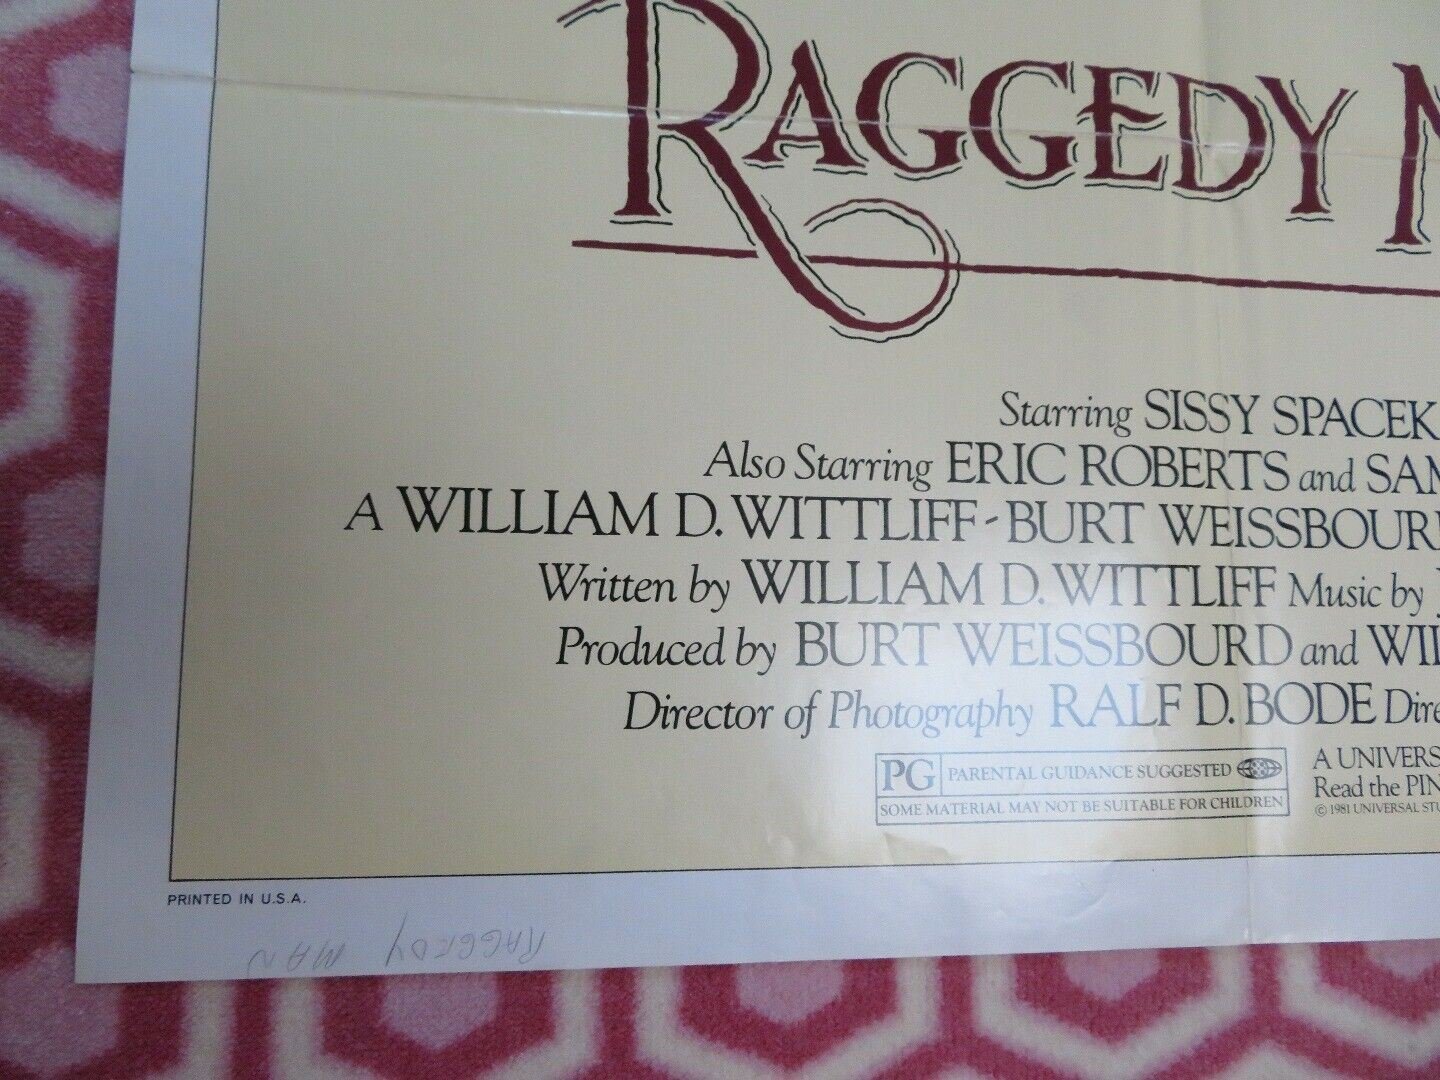 RAGGEDY M
Starring SISSY SPACEK
Also Starring ERIC ROBERTS and SAM
A WILLIAM D. WITTLIFF-BURT WEISSBOUR
Written by WILLIAM D. WITTLIFF Music by
Produced by BURT WEISSBOURD and WIL
Director of Photography RALF D. BODE Dire
PG PARENTAL GUIDANCE SUGGESTED
SOME MATERIAL MAY NOT BE SUITABLE FOR CHILDREN
A UNIVERS
Read the PIN
© 1981 UNIVERSAL STU
PRINTED IN U.S.A.
RAGGEDY MAN